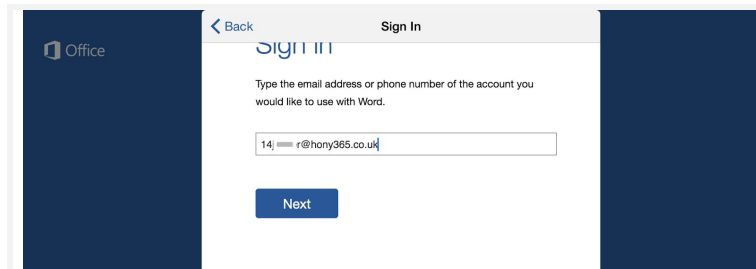 Back
Sign In
Office
Sign in
Type the email address or phone number of the account you
would like to use with Word.
14j r@hony365.co.uk
Next